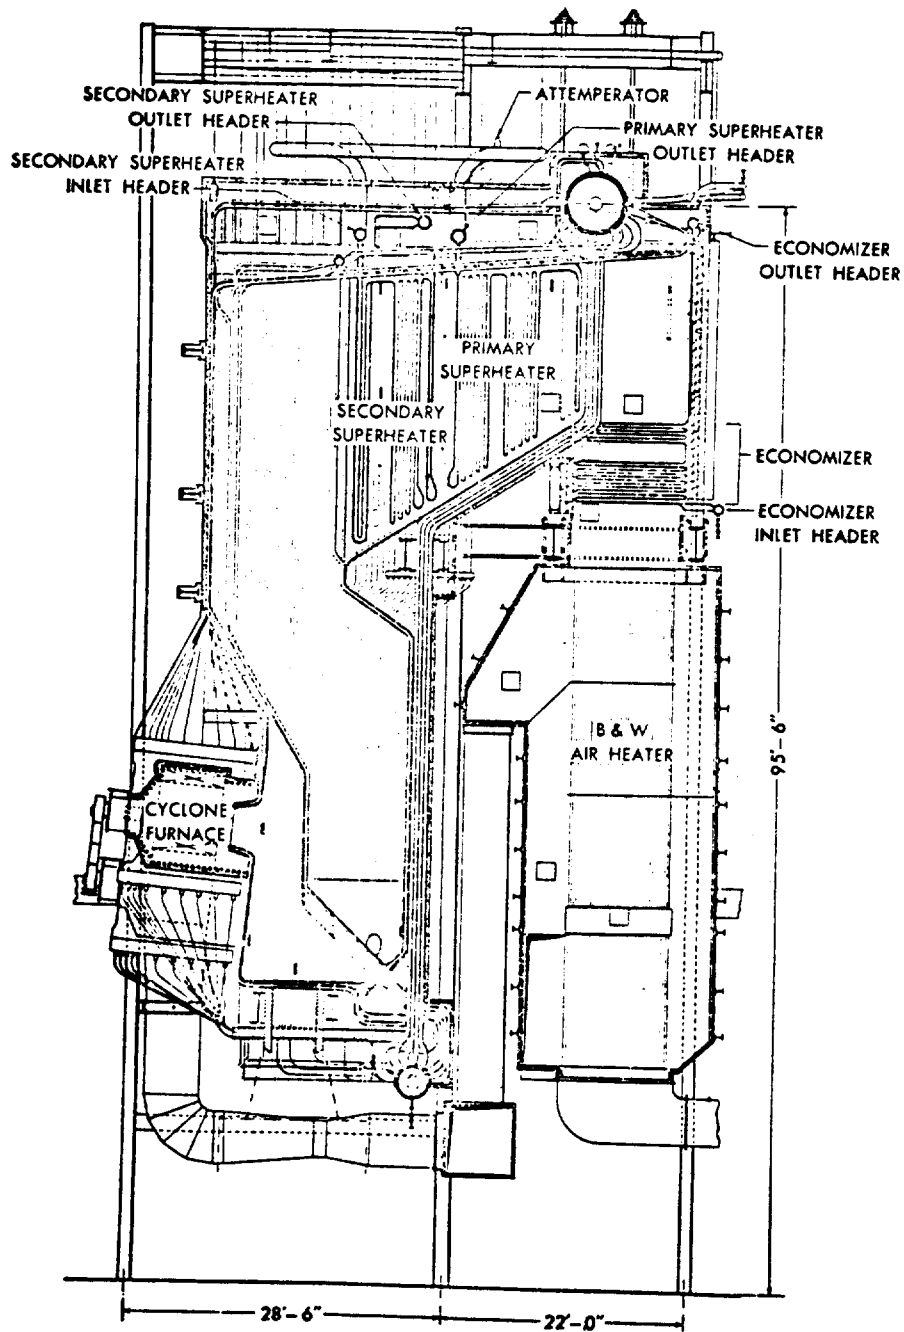 SECONDARY SUPERHEATER
OUTLET HEADER
ATTEMPERATOR
PRIMARY SUPERHEATER
OUTLET HEADER
SECONDARY SUPERHEATER
INLET HEADER
ECONOMIZER
OUTLET HEADER
PRIMARY
SUPERHEATER
SECONDARY
SUPERHEATER
ECONOMIZER
ECONOMIZER
INLET HEADER
B & W
AIR HEATER
95'-6"
CYCLONE
FURNACE
28'-6"
22'-0"